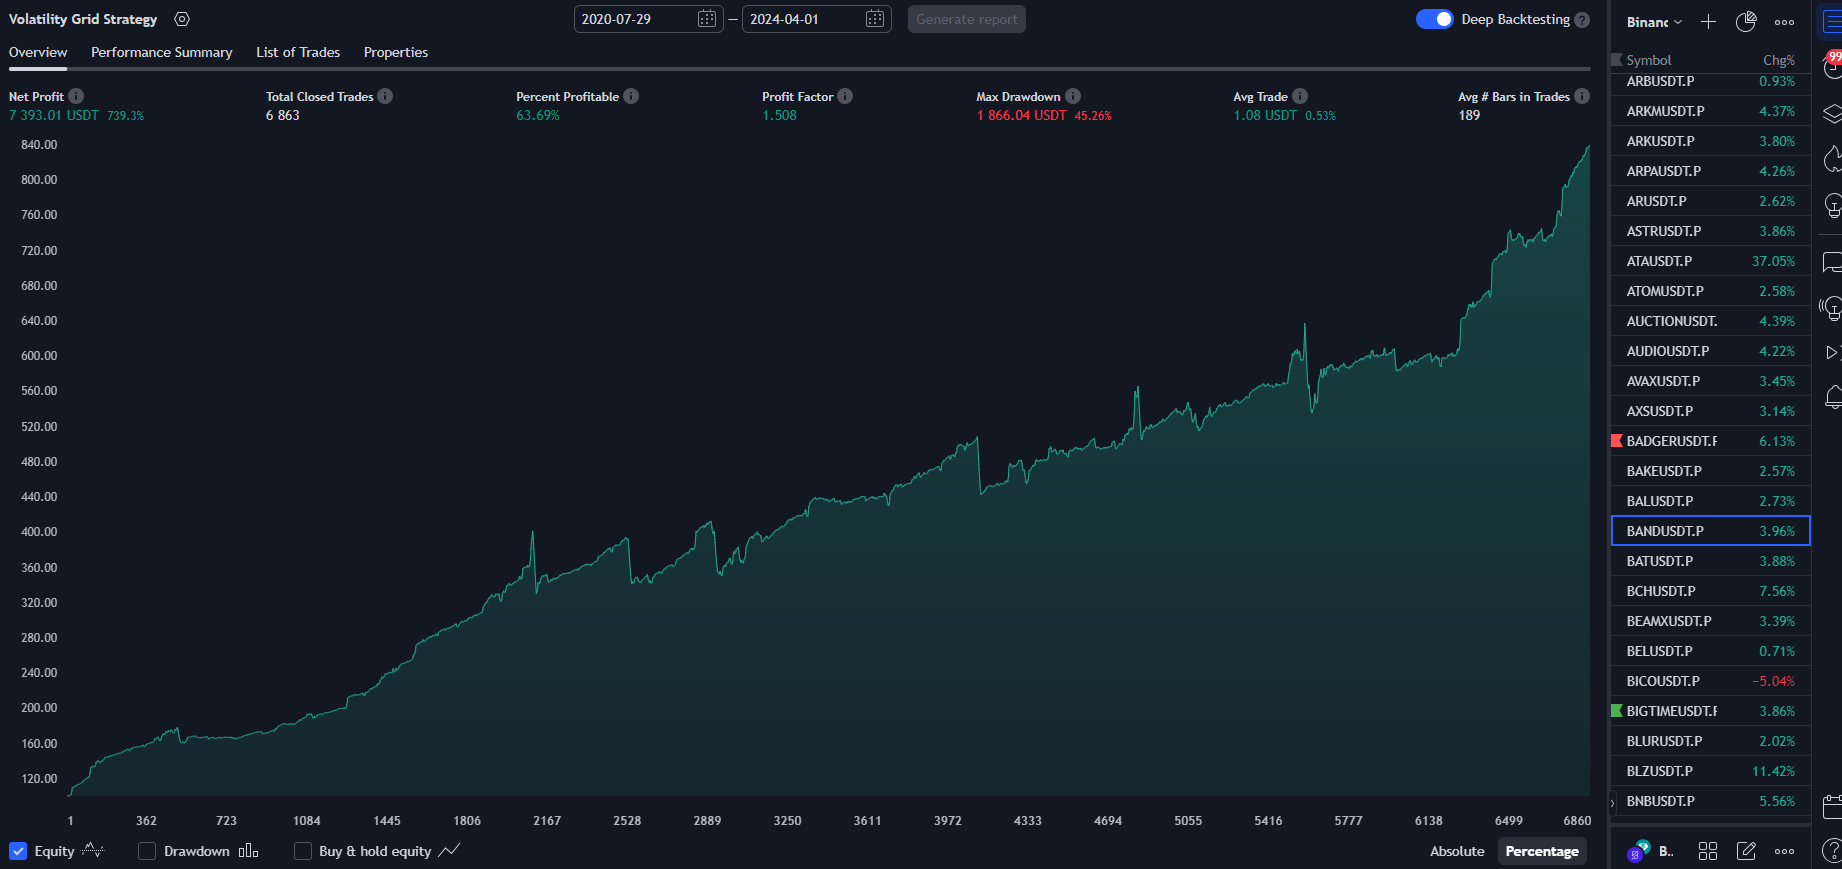 Volatility Grid Strategy
2020-07-29 — 2024-04-01 Generate report
Deep Backtesting ?
Overview Performance Summary List of Trades Properties
Net Profit Total Closed Trades Percent Profitable Profit Factor Max Drawdown Avg Trade Avg # Bars in Trades
7 393.01 USDT 739.3% 6 863 63.69% 1.508 1 866.04 USDT 45.26% 1.08 USDT 0.53% 189
840.00
800.00
760.00
720.00
680.00
640.00
600.00
560.00
520.00
480.00
440.00
400.00
360.00
320.00
280.00
240.00
200.00
160.00
120.00
1 362 723 1084 1445 1806 2167 2528 2889 3250 3611 3972 4333 4694 5055 5416 5777 6138 6499 6860
Equity Drawdown Buy & hold equity Absolute Percentage
Binanc
Symbol Chg%
ARBUSDT.P 0.93%
ARKMUSDT.P 4.37%
ARKUSDT.P 3.80%
ARPAUSDT.P 4.26%
ARUSDT.P 2.62%
ASTRUSDT.P 3.86%
ATAUSDT.P 37.05%
ATOMUSDT.P 2.58%
AUCTIONUSDT. 4.39%
AUDIOUSDT.P 4.22%
AVAXUSDT.P 3.45%
AXSUSDT.P 3.14%
BADGERUSDT.P 6.13%
BAKEUSDT.P 2.57%
BALUSDT.P 2.73%
BANDUSDT.P 3.96%
BATUSDT.P 3.88%
BCHUSDT.P 7.56%
BEAMXUSDT.P 3.39%
BELUSDT.P 0.71%
BICOUSDT.P −5.04%
BIGTIMEUSDT.P 3.86%
BLURUSDT.P 2.02%
BLZUSDT.P 11.42%
BNBUSDT.P 5.56%
B..
99